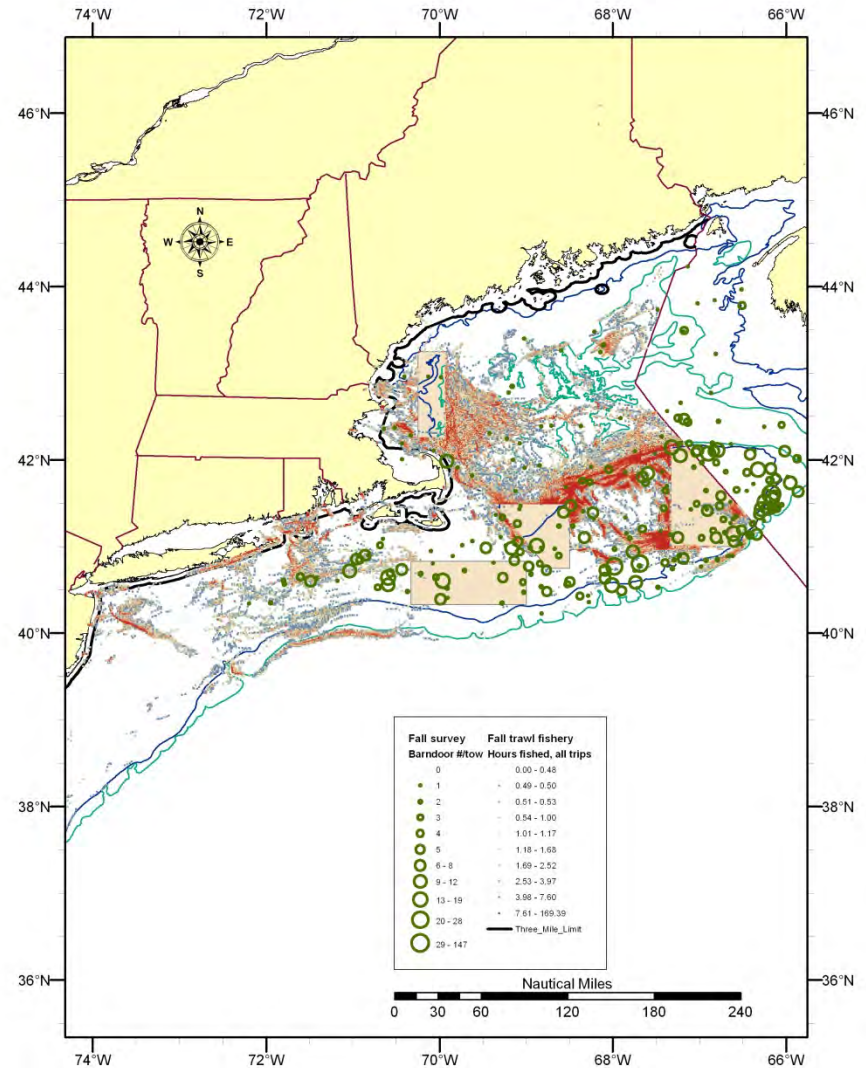 74°W 72°W 70°W 68°W 66°W
46°N 46°N
N
W E
S
44°N 44°N
42°N 42°N
40°N 40°N
Fall survey Fall trawl fishery
Barndoor #/tow Hours fished, all trips
0 0.00 - 0.48
1 0.49 - 0.50
2 0.51 - 0.53
3 0.54 - 1.00
4 1.01 - 1.17
5 1.18 - 1.68
6 - 8 1.69 - 2.52
9 - 12 2.53 - 3.97
13 - 19 3.98 - 7.60
20 - 28 7.61 - 169.39
29 - 147 Three_Mile_Limit
38°N 38°N
36°N 36°N
Nautical Miles
0 30 60 120 180 240
74°W 72°W 70°W 68°W 66°W